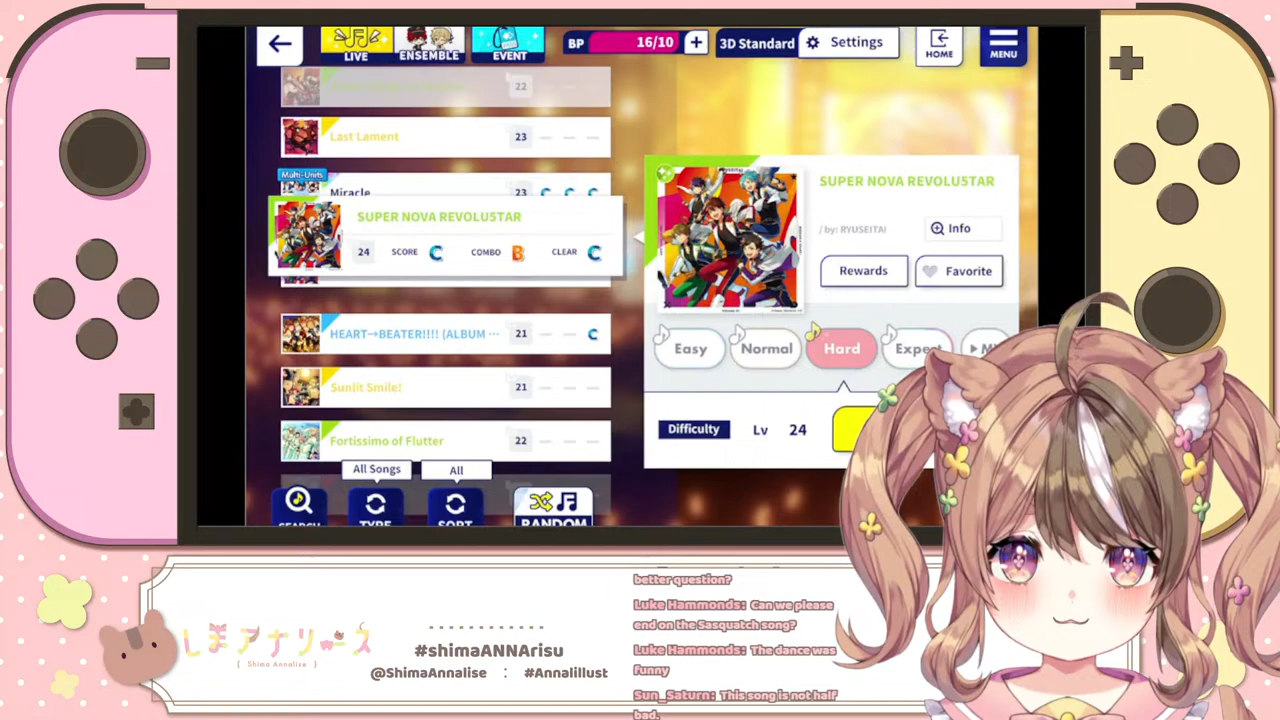 LIVE
ENSEMBLE
EVENT
BP 16/10 +
3D Standard
Settings
HOME
MENU
22
Last Lament 23
Multi-Units
Miracle 23 C C C
SUPER NOVA REVOLU5TAR
24 SCORE C COMBO B CLEAR C
HEART→BEATER!!!! (ALBUM ··· 21 C
Sunlit Smile! 21
Fortissimo of Flutter 22
All Songs
All
SEARCH
TYPE
SORT
RANDOM
SUPER NOVA REVOLU5TAR
/ by: RYUSEITAI
Info
Rewards
Favorite
Easy
Normal
Hard
Expert
Difficulty Lv 24
しまアナリース
{ Shima Annalise }
#shimaANNArisu
@ShimaAnnalise : #Annalillust
better question?
Luke Hammonds: Can we please
end on the Sasquatch song?
Luke Hammonds: The dance was
funny
Sun_Saturn: This song is not half
bad.